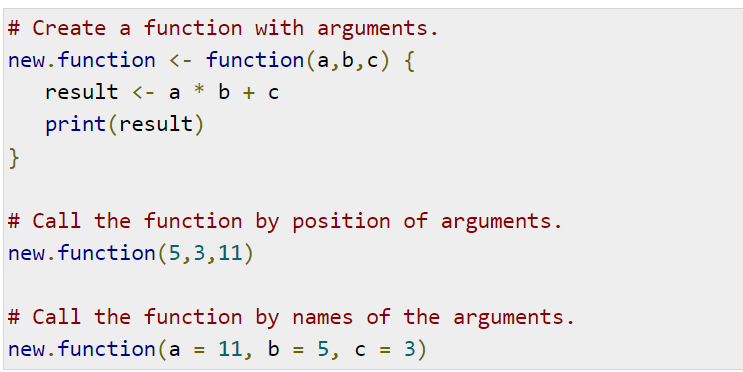 # Create a function with arguments.
new.function <- function(a,b,c) {
   result <- a * b + c
   print(result)
}
# Call the function by position of arguments.
new.function(5,3,11)
# Call the function by names of the arguments.
new.function(a = 11, b = 5, c = 3)